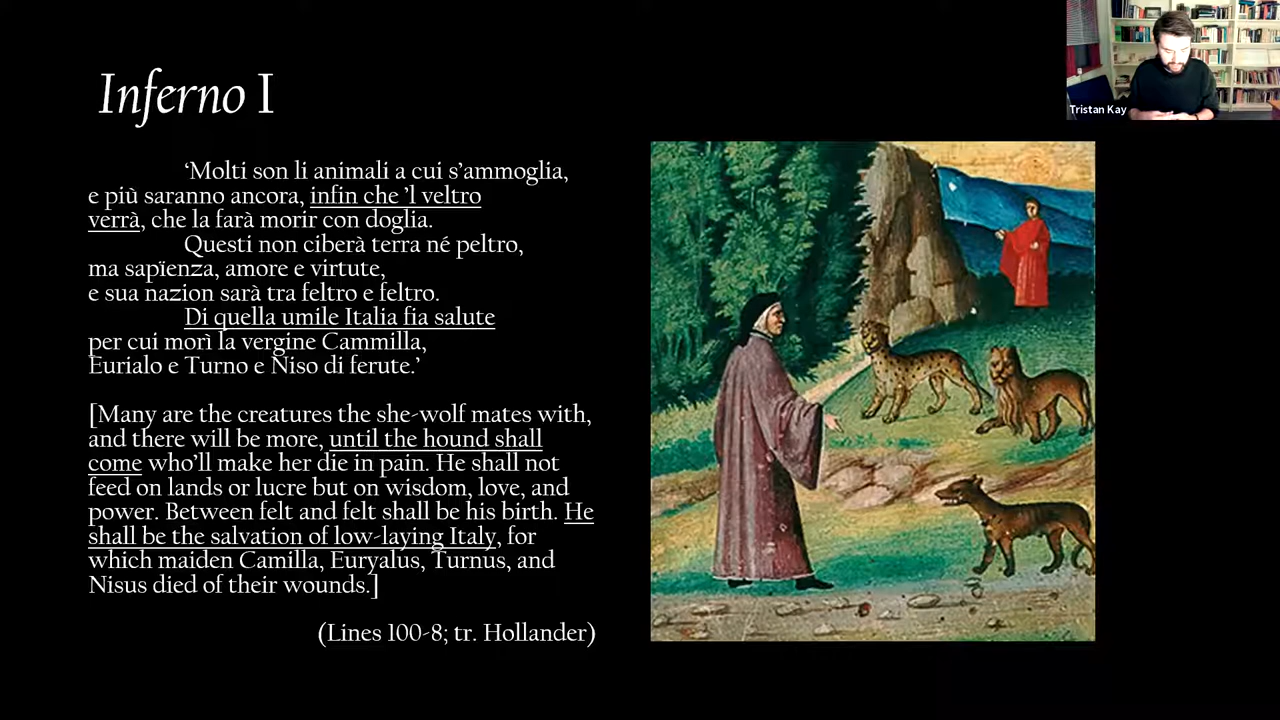 Inferno I
‘Molti son li animali a cui s’ammoglia,
e più saranno ancora, infin che ’l veltro
verrà, che la farà morir con doglia.
Questi non ciberà terra né peltro,
ma sapïenza, amore e virtute,
e sua nazion sarà tra feltro e feltro.
Di quella umile Italia fia salute
per cui morì la vergine Cammilla,
Eurialo e Turno e Niso di ferute.’
[Many are the creatures the she-wolf mates with,
and there will be more, until the hound shall
come who’ll make her die in pain. He shall not
feed on lands or lucre but on wisdom, love, and
power. Between felt and felt shall be his birth. He
shall be the salvation of low-laying Italy, for
which maiden Camilla, Euryalus, Turnus, and
Nisus died of their wounds.]
(Lines 100-8; tr. Hollander)
Tristan Kay